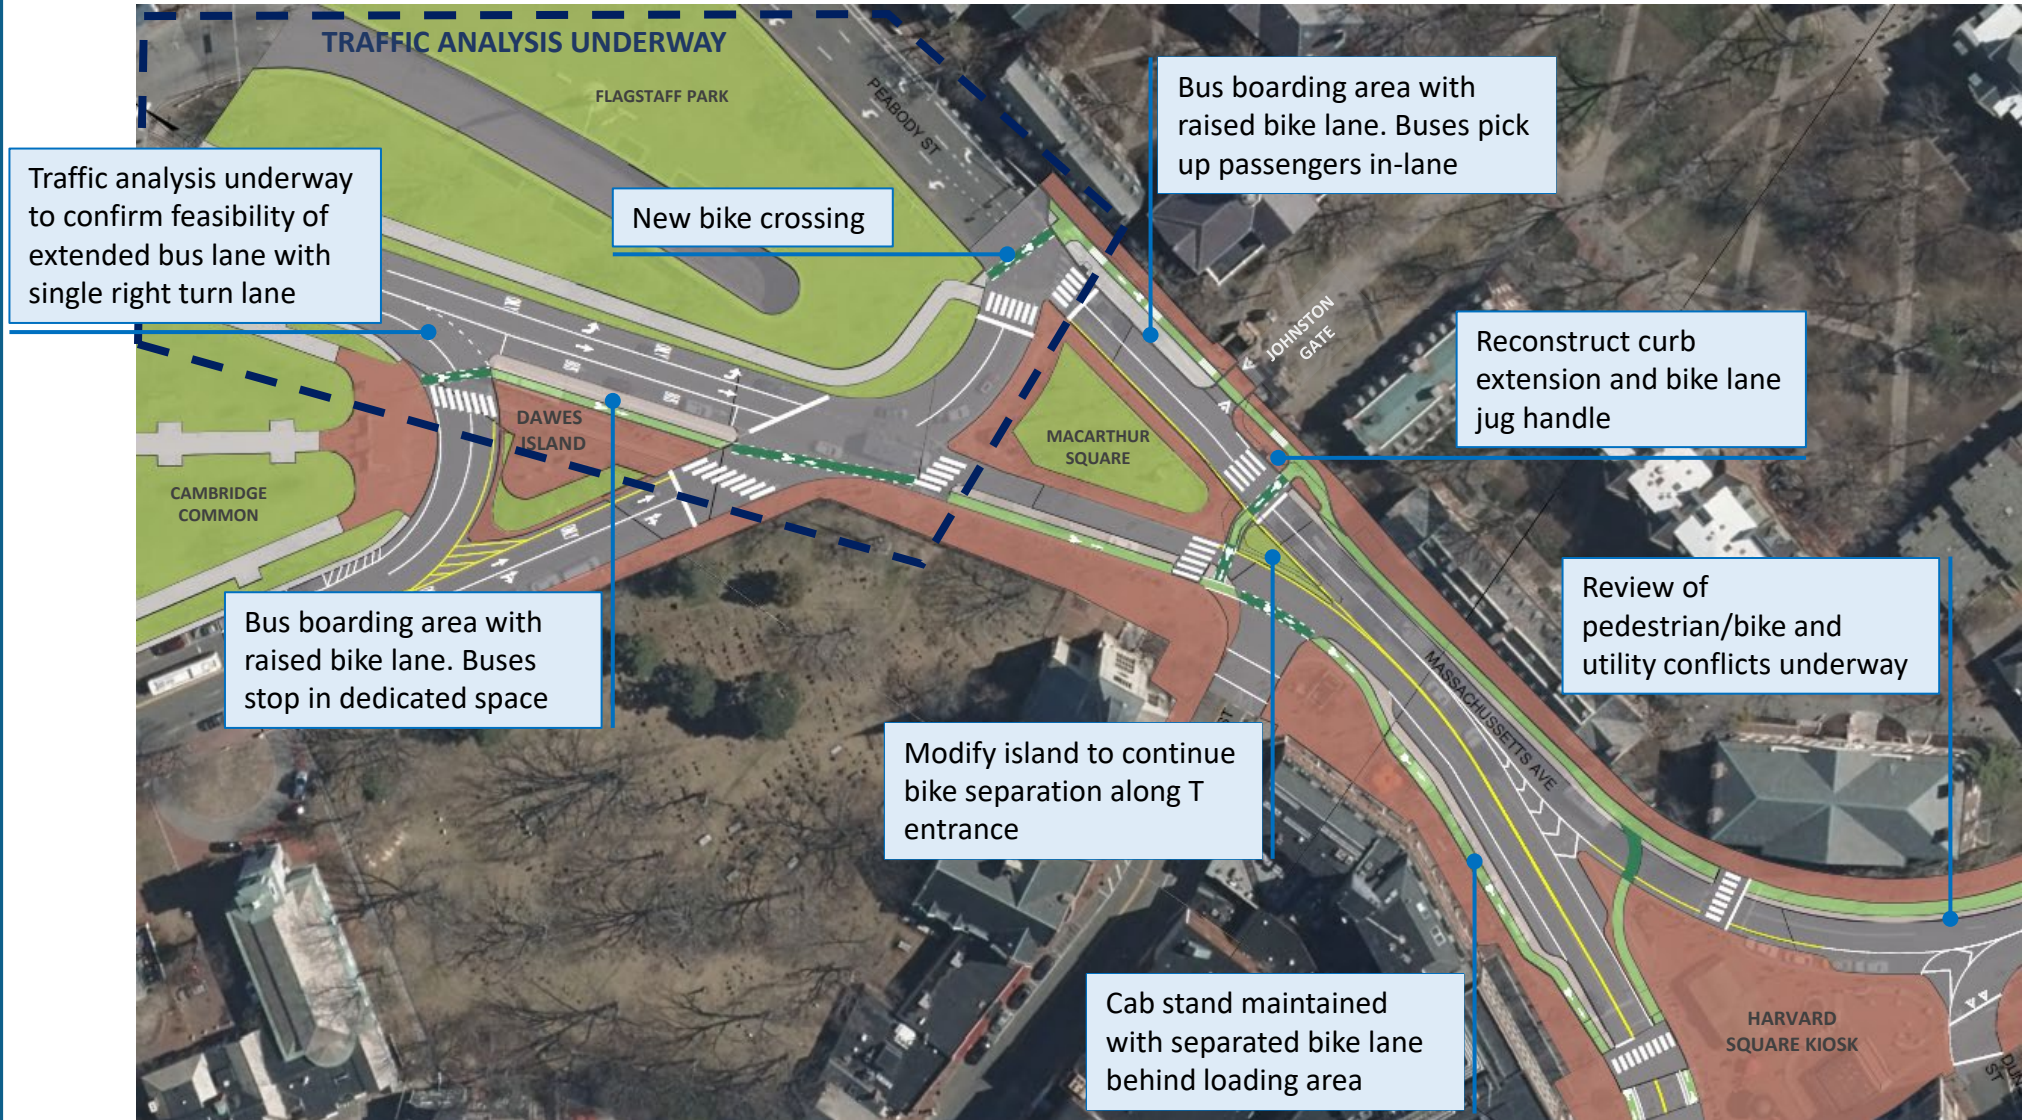 TRAFFIC ANALYSIS UNDERWAY
FLAGSTAFF PARK
PEABODY ST
Bus boarding area with
raised bike lane. Buses pick
up passengers in-lane
Traffic analysis underway
to confirm feasibility of
extended bus lane with
single right turn lane
New bike crossing
JOHNSTON
GATE
Reconstruct curb
extension and bike lane
jug handle
DAWES
ISLAND
MACARTHUR
SQUARE
CAMBRIDGE
COMMON
Review of
pedestrian/bike and
utility conflicts underway
Bus boarding area with
raised bike lane. Buses
stop in dedicated space
MASSACHUSSETTS AVE
ST
Modify island to continue
bike separation along T
entrance
Cab stand maintained
with separated bike lane
behind loading area
HARVARD
SQUARE KIOSK
ST